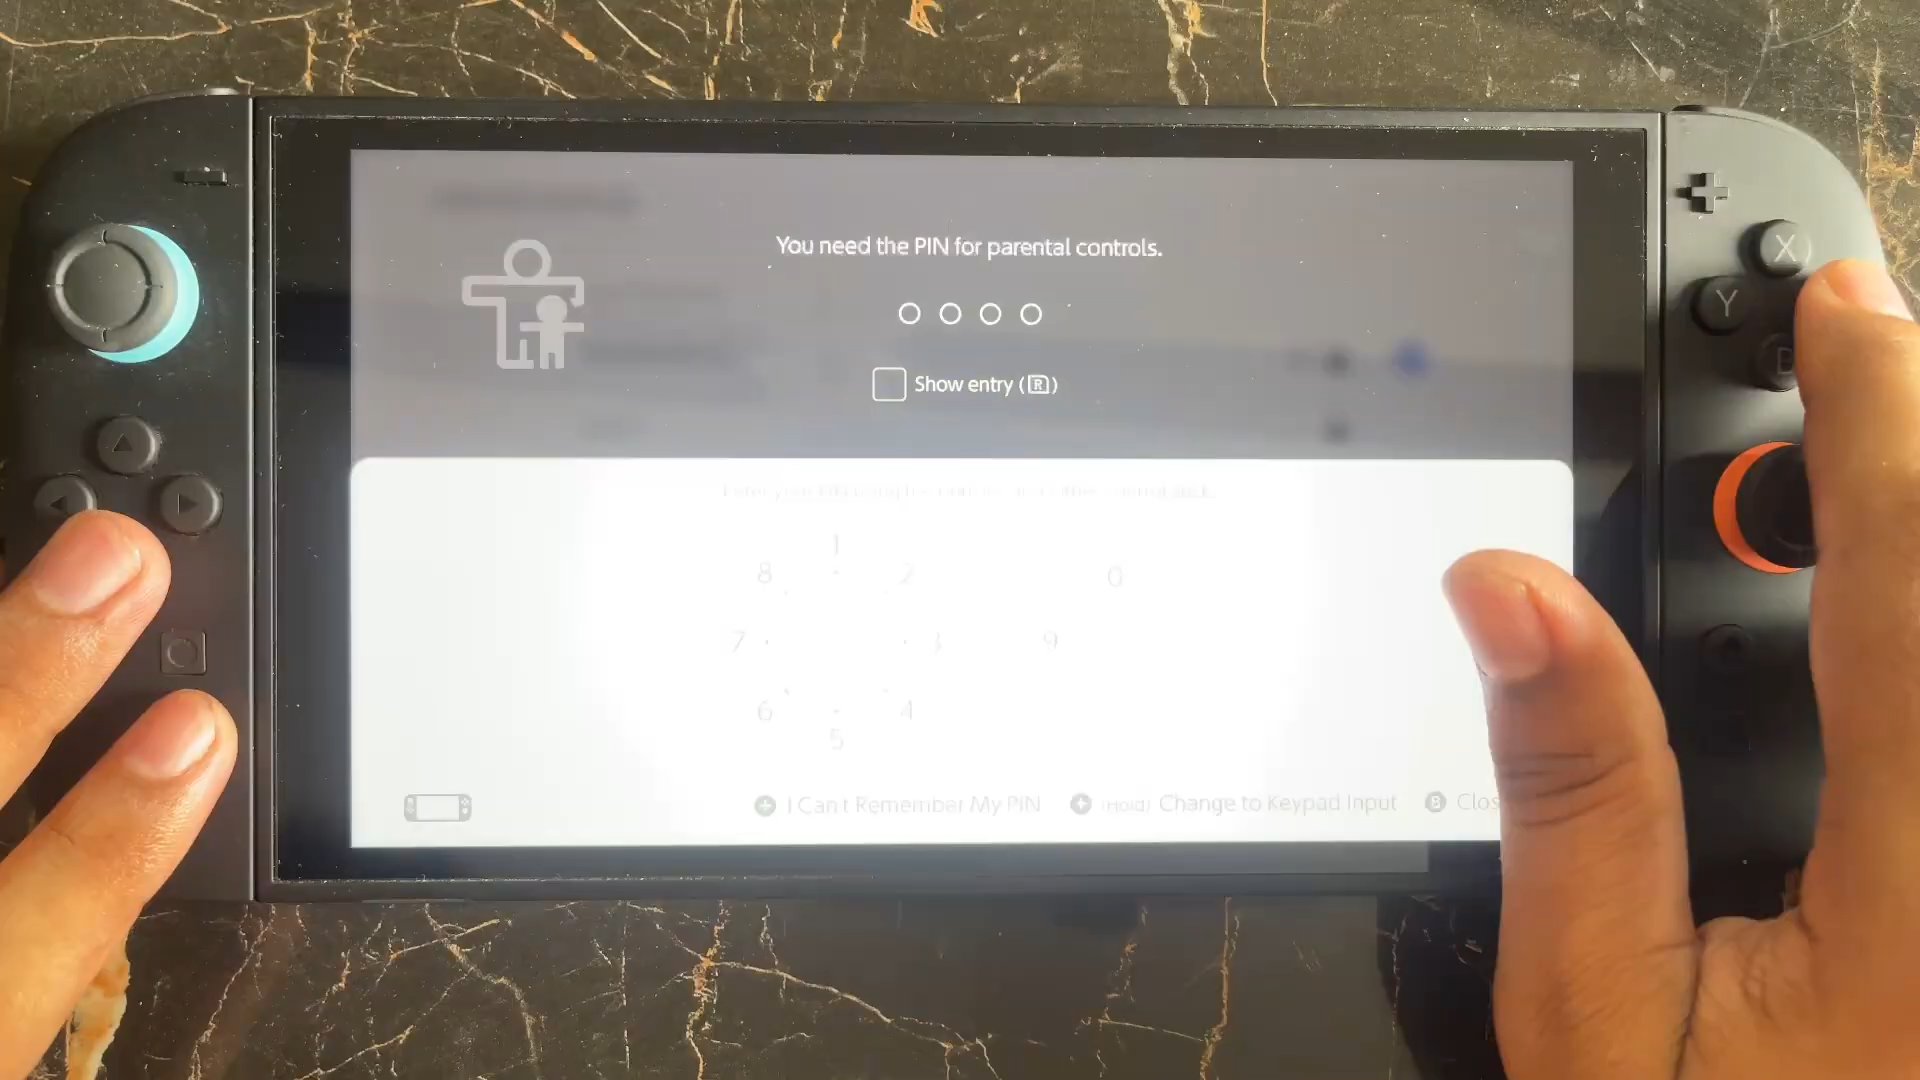 X
Y
You need the PIN for parental controls.
Show entry (R)
1
8 2 0
7 3 9
6 4
5
I Can't Remember My PIN (Hold) Change to Keypad Input B